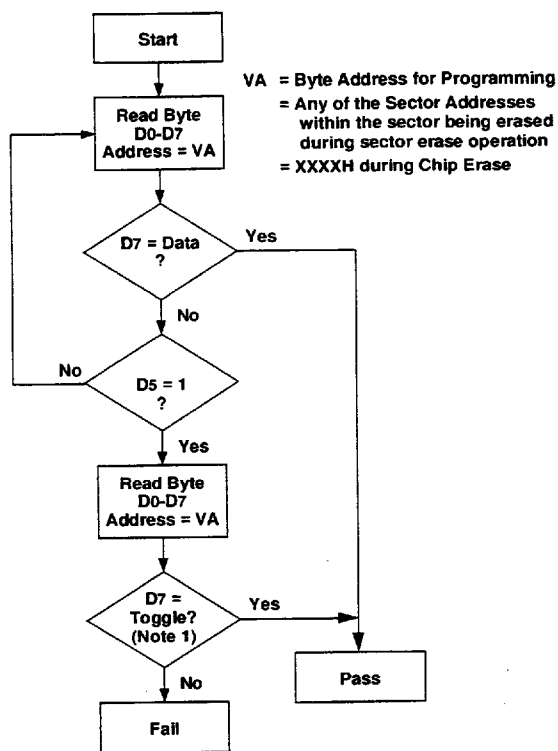 Start
VA = Byte Address for Programming
= Any of the Sector Addresses
within the sector being erased
during sector erase operation
= XXXXH during Chip Erase
Read Byte
D0-D7
Address = VA
D7 = Data
?
Yes
No
No
D5 = 1
?
Yes
Read Byte
D0-D7
Address = VA
D7 =
Toggle?
(Note 1)
Yes
No
Pass
Fail